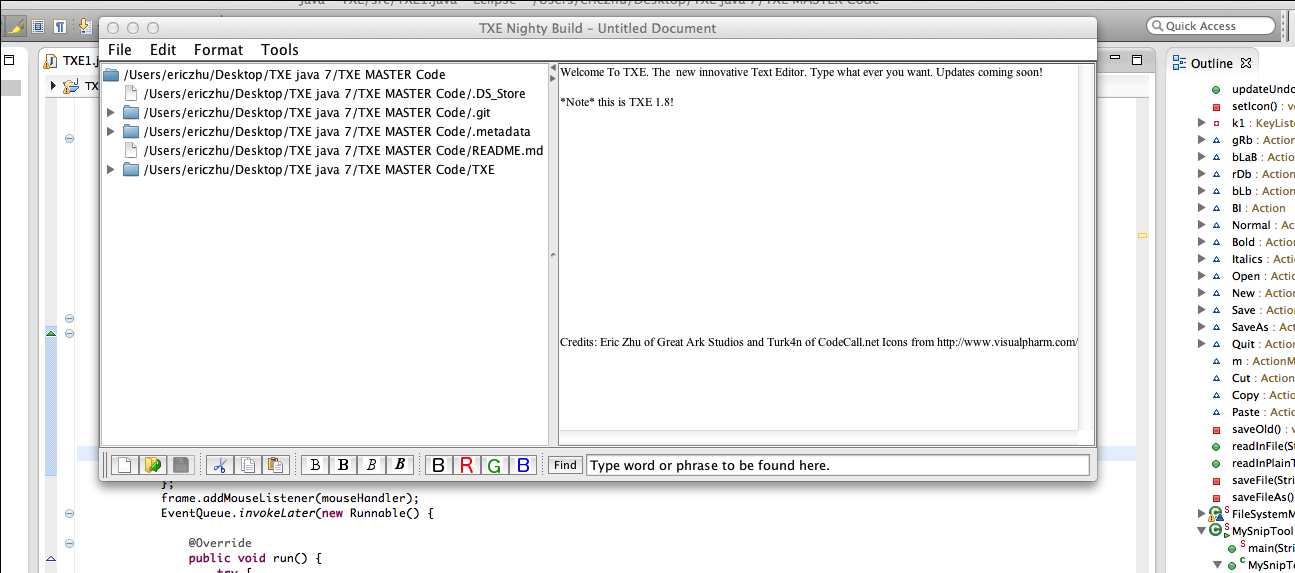 Java - TXE/src/TXE1.java - Eclipse - /Users/ericzhu/Desktop/TXE java 7/TXE MASTER Code
Quick Access
TXE Nighty Build - Untitled Document
File Edit Format Tools
TXE1.j
TX
/Users/ericzhu/Desktop/TXE java 7/TXE MASTER Code
/Users/ericzhu/Desktop/TXE java 7/TXE MASTER Code/.DS_Store
/Users/ericzhu/Desktop/TXE java 7/TXE MASTER Code/.git
/Users/ericzhu/Desktop/TXE java 7/TXE MASTER Code/.metadata
/Users/ericzhu/Desktop/TXE java 7/TXE MASTER Code/README.md
/Users/ericzhu/Desktop/TXE java 7/TXE MASTER Code/TXE
Welcome To TXE. The  new innovative Text Editor. Type what ever you want. Updates coming soon!
*Note* this is TXE 1.8!
Credits: Eric Zhu of Great Ark Studios and Turk4n of CodeCall.net Icons from http://www.visualpharm.com/
B B B B B R G B Find Type word or phrase to be found here.
};
frame.addMouseListener(mouseHandler);
EventQueue.invokeLater(new Runnable() {
@Override
public void run() {
try {
Outline
updateUndo
setIcon() : vo
k1 : KeyListe
gRb : Action
bLaB : Action
rDb : Action
bLb : Action
BI : Action
Normal : Acti
Bold : Action
Italics : Action
Open : Action
New : Action
Save : Action
SaveAs : Actio
Quit : Action
m : ActionM
Cut : Action
Copy : Action
Paste : Action
saveOld() : v
readInFile(St
readInPlainT
saveFile(Strin
saveFileAs()
FileSystemM
MySnipTool
main(Stri
MySnipTo